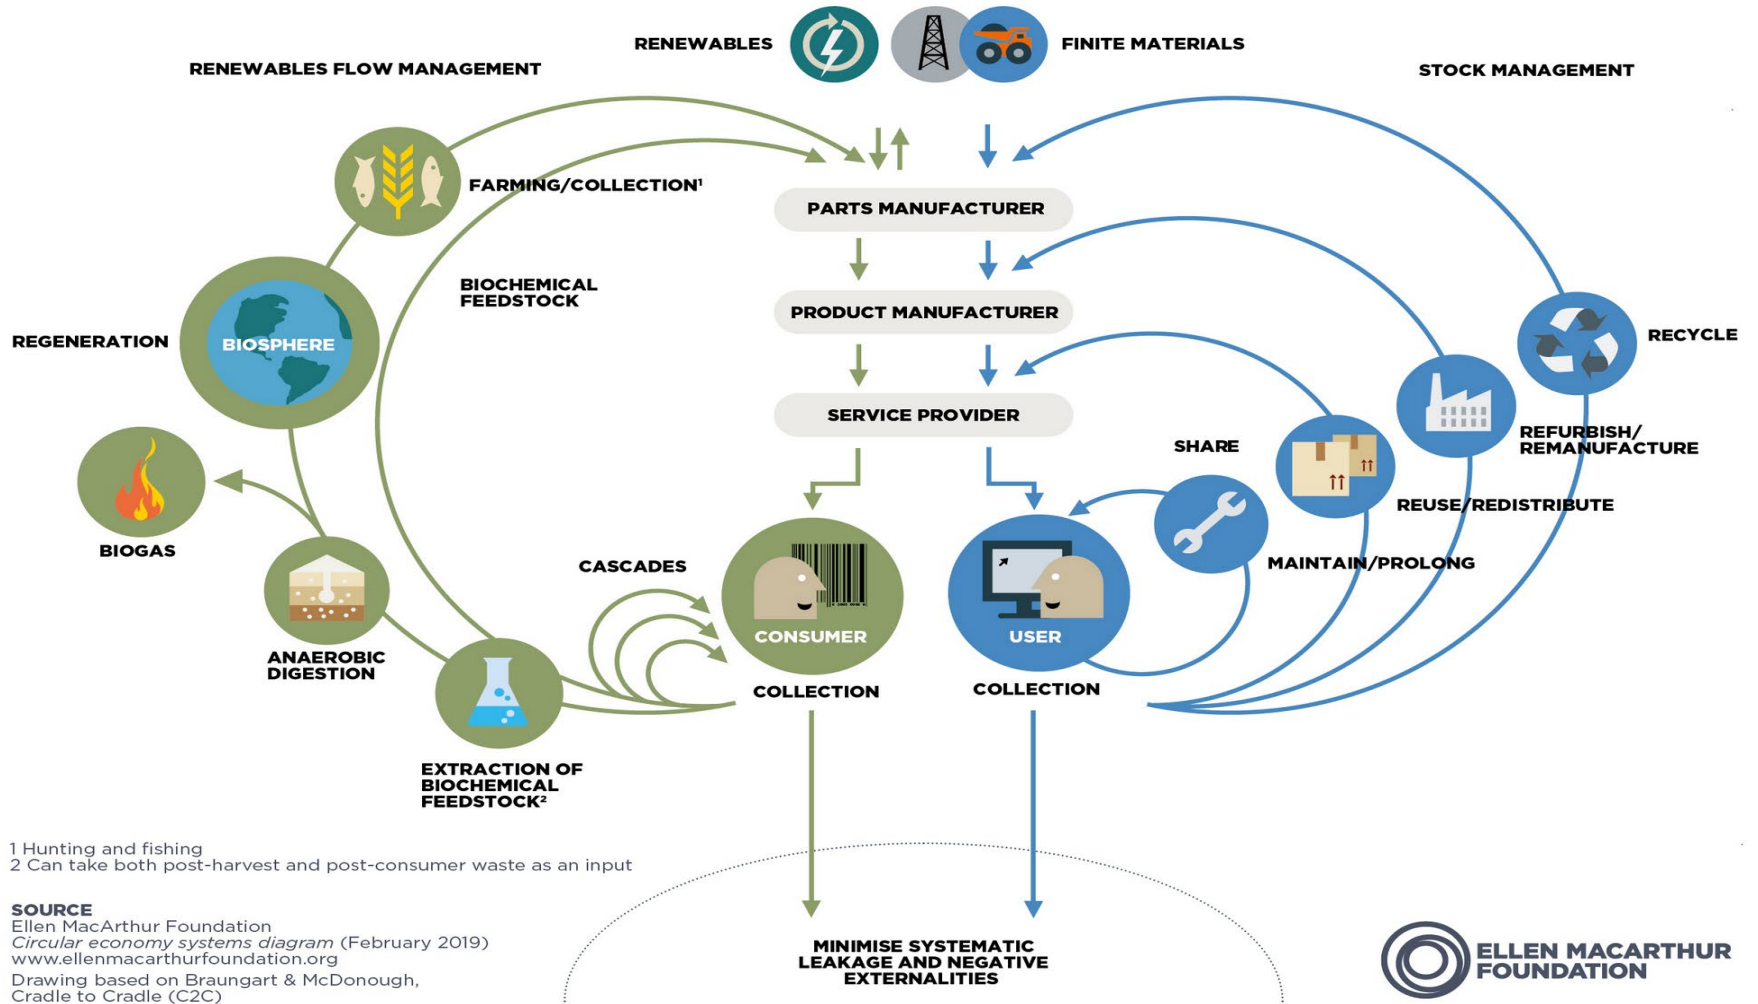 RENEWABLES
FINITE MATERIALS
RENEWABLES FLOW MANAGEMENT
STOCK MANAGEMENT
FARMING/COLLECTION¹
PARTS MANUFACTURER
BIOCHEMICAL
FEEDSTOCK
PRODUCT MANUFACTURER
REGENERATION
BIOSPHERE
RECYCLE
SERVICE PROVIDER
SHARE
REFURBISH/
REMANUFACTURE
REUSE/REDISTRIBUTE
BIOGAS
CASCADES
MAINTAIN/PROLONG
CONSUMER
USER
ANAEROBIC
DIGESTION
COLLECTION
COLLECTION
EXTRACTION OF
BIOCHEMICAL
FEEDSTOCK²
1 Hunting and fishing
2 Can take both post-harvest and post-consumer waste as an input
SOURCE
Ellen MacArthur Foundation
Circular economy systems diagram (February 2019)
www.ellenmacarthurfoundation.org
Drawing based on Braungart & McDonough,
Cradle to Cradle (C2C)
MINIMISE SYSTEMATIC
LEAKAGE AND NEGATIVE
EXTERNALITIES
ELLEN MACARTHUR
FOUNDATION